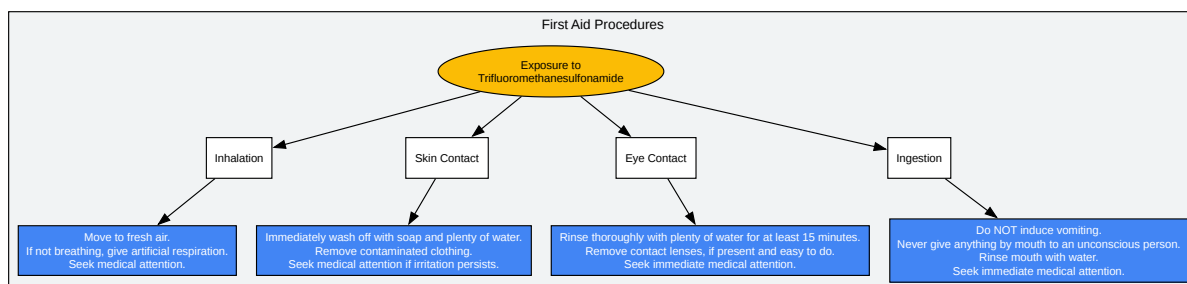 First Aid Procedures
Exposure to
Trifluoromethanesulfonamide
Inhalation
Skin Contact
Eye Contact
Ingestion
Move to fresh air.
If not breathing, give artificial respiration.
Seek medical attention.
Immediately wash off with soap and plenty of water.
Remove contaminated clothing.
Seek medical attention if irritation persists.
Rinse thoroughly with plenty of water for at least 15 minutes.
Remove contact lenses, if present and easy to do.
Seek immediate medical attention.
Do NOT induce vomiting.
Never give anything by mouth to an unconscious person.
Rinse mouth with water.
Seek immediate medical attention.